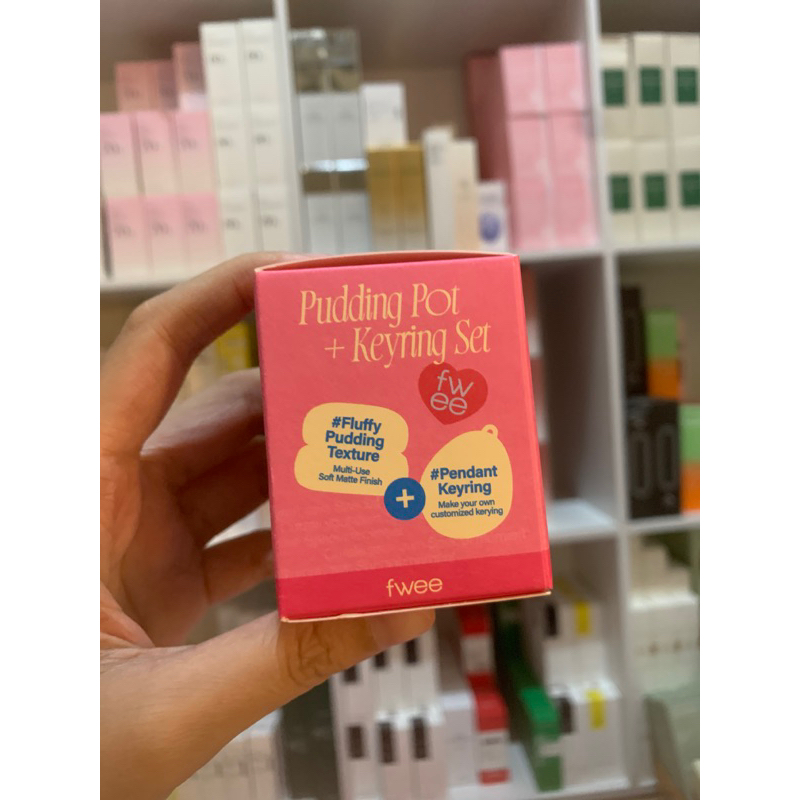 Pudding Pot
+ Keyring Set
fw
ee
#Fluffy
Pudding
Texture
Multi-Use
Soft Matte Finish
+
#Pendant
Keyring
Make your own
customized kerying
fwee